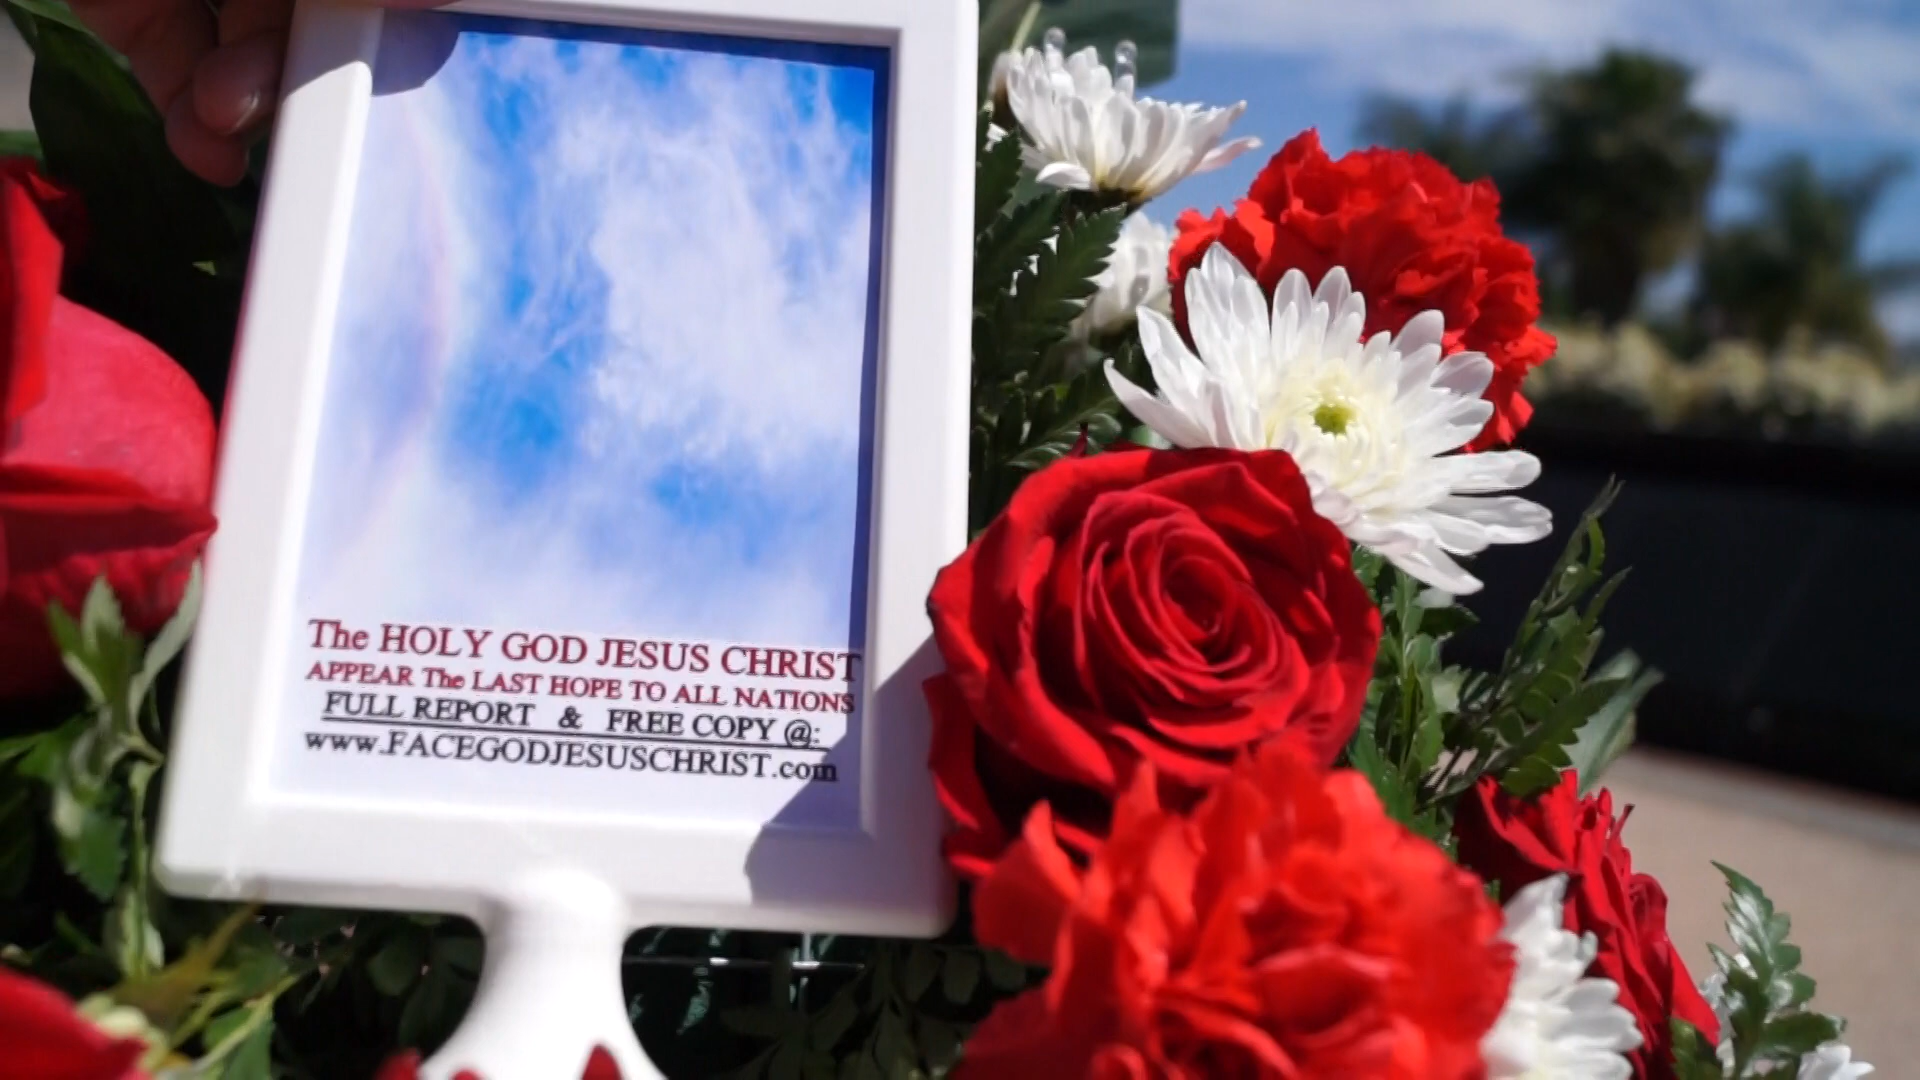 The HOLY GOD JESUS CHRIST
APPEAR The LAST HOPE TO ALL NATIONS
FULL REPORT & FREE COPY @:
www.FACEGODJESUSCHRIST.com